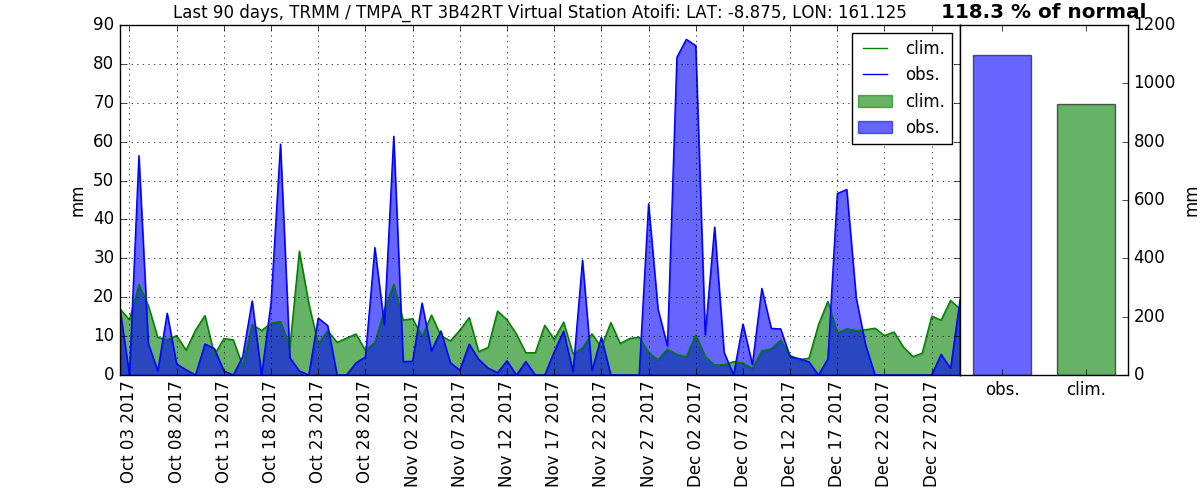 Last 90 days, TRMM / TMPA_RT 3B42RT Virtual Station Atoifi: LAT: -8.875, LON: 161.125
118.3 % of normal
90
80
70
60
50
40
30
20
10
0
mm
clim.
obs.
clim.
obs.
1200
1000
800
600
400
200
0
mm
Oct 03 2017
Oct 08 2017
Oct 13 2017
Oct 18 2017
Oct 23 2017
Oct 28 2017
Nov 02 2017
Nov 07 2017
Nov 12 2017
Nov 17 2017
Nov 22 2017
Nov 27 2017
Dec 02 2017
Dec 07 2017
Dec 12 2017
Dec 17 2017
Dec 22 2017
Dec 27 2017
obs.
clim.